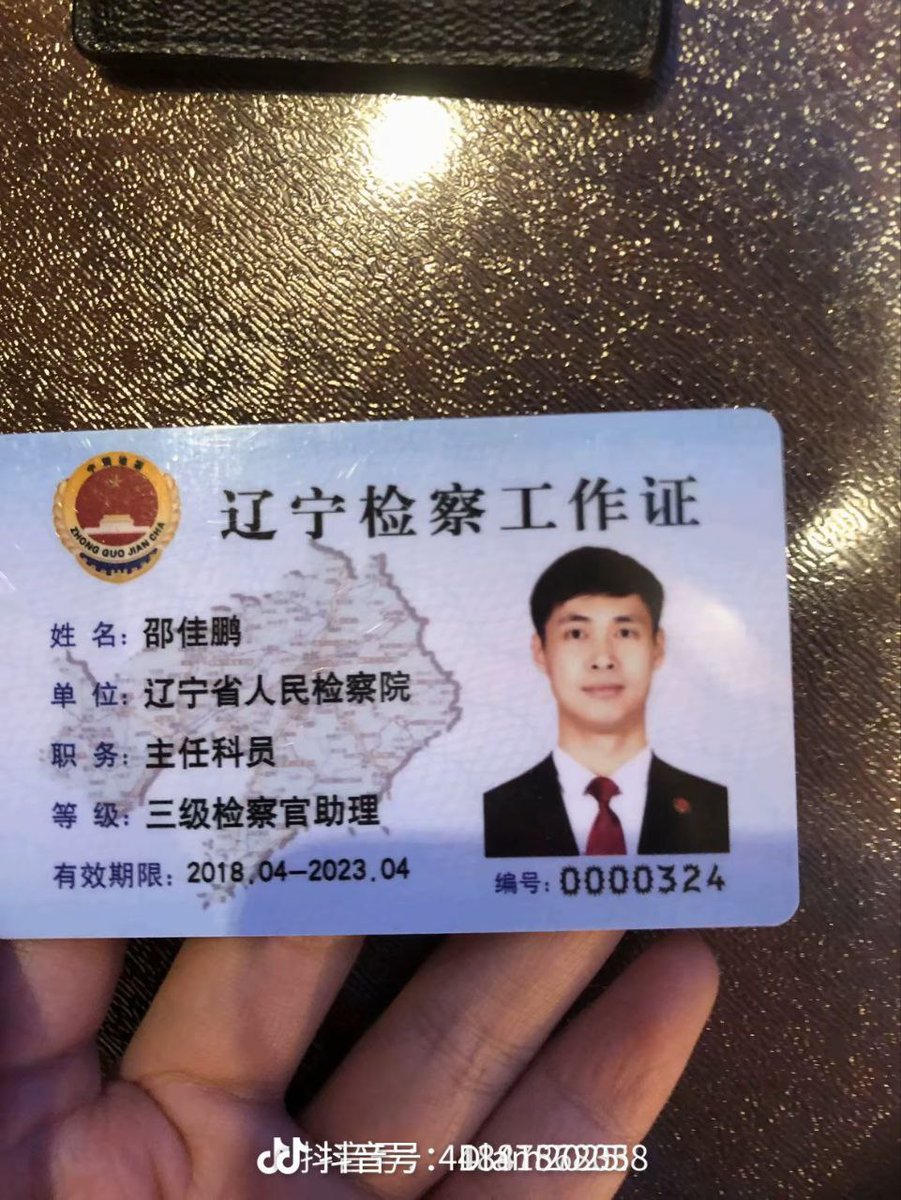 辽宁检察工作证
中国检察
ZHONG GUO JIAN CHA
姓 名：邵佳鹏
单 位：辽宁省人民检察院
职 务：主任科员
等 级：三级检察官助理
有效期限：2018.04—2023.04
编号：0000324
抖音号：